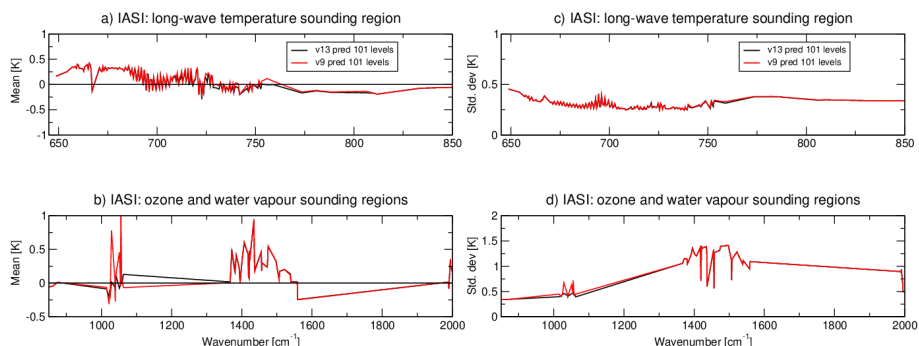 a) IASI: long-wave temperature sounding region
Mean [K]
1
0.5
0
-0.5
-1
650
700
750
800
850
v13 pred 101 levels
v9 pred 101 levels
c) IASI: long-wave temperature sounding region
Std. dev [K]
1
0.5
0
650
700
750
800
850
v13 pred 101 levels
v9 pred 101 levels
b) IASI: ozone and water vapour sounding regions
Mean [K]
1
0.5
0
-0.5
1000
1200
1400
1600
1800
2000
Wavenumber [cm-1]
d) IASI: ozone and water vapour sounding regions
Std. dev [K]
2
1.5
1
0.5
0
1000
1200
1400
1600
1800
2000
Wavenumber [cm-1]